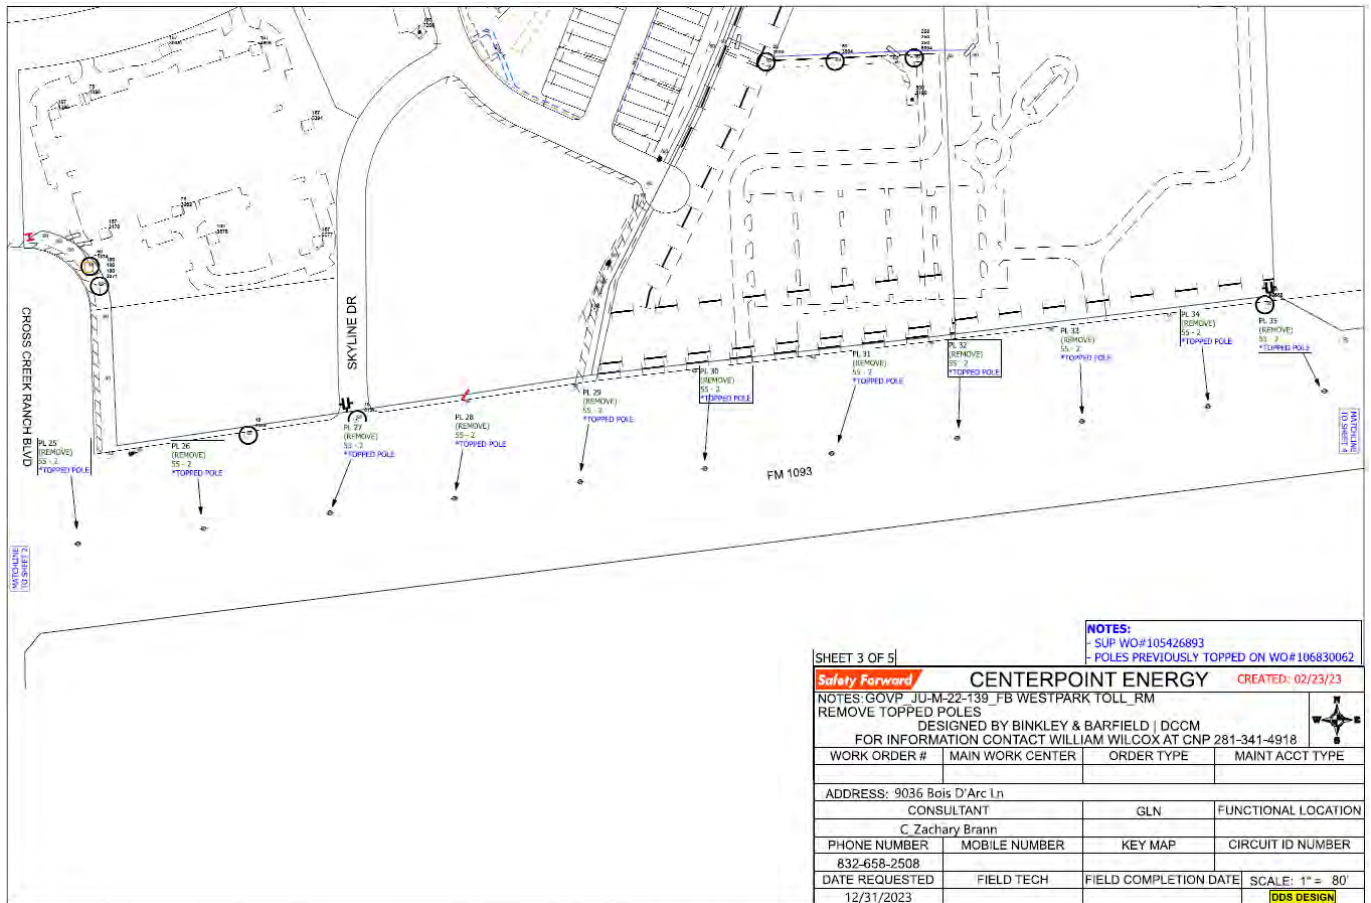 CROSS CREEK RANCH BLVD
SKYLINE DR
PL 25
(REMOVE)
55 - 2
*TOPPED POLE
PL 26
(REMOVE)
55 - 2
*TOPPED POLE
PL 27
(REMOVE)
55 - 2
*TOPPED POLE
PL 28
(REMOVE)
55 - 2
*TOPPED POLE
PL 29
(REMOVE)
55 - 2
*TOPPED POLE
PL 30
(REMOVE)
55 - 2
*TOPPED POLE
PL 31
(REMOVE)
55 - 2
*TOPPED POLE
PL 32
(REMOVE)
55 - 2
*TOPPED POLE
PL 33
(REMOVE)
55 - 2
*TOPPED POLE
PL 34
(REMOVE)
55 - 2
*TOPPED POLE
PL 35
(REMOVE)
55 - 2
*TOPPED POLE
FM 1093
MATCHLINE
TO SHEET 4
MATCHLINE
TO SHEET 2
NOTES:
- SUP WO#105426893
- POLES PREVIOUSLY TOPPED ON WO#106830062
SHEET 3 OF 5
Safety Forward CENTERPOINT ENERGY CREATED: 02/23/23
NOTES: GOVP_JU-M-22-139_FB WESTPARK TOLL_RM
REMOVE TOPPED POLES
DESIGNED BY BINKLEY & BARFIELD | DCCM
FOR INFORMATION CONTACT WILLIAM WILCOX AT CNP 281-341-4918
N
W E
S
WORK ORDER # MAIN WORK CENTER ORDER TYPE MAINT ACCT TYPE
ADDRESS: 9036 Bois D'Arc Ln
CONSULTANT GLN FUNCTIONAL LOCATION
C_Zachary Brann
PHONE NUMBER MOBILE NUMBER KEY MAP CIRCUIT ID NUMBER
832-658-2508
DATE REQUESTED FIELD TECH FIELD COMPLETION DATE SCALE: 1" = 80'
12/31/2023 DDS DESIGN